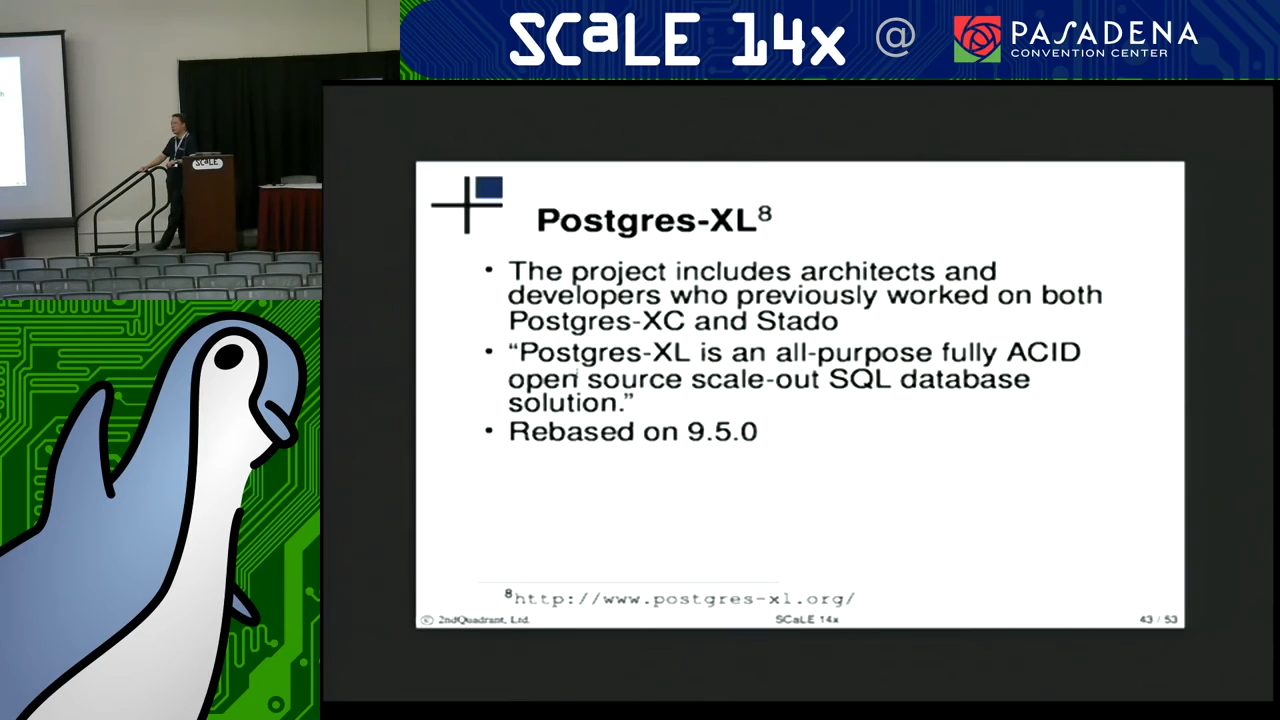 SCALE 14x @ PASADENA
CONVENTION CENTER
SCALE
Postgres-XL⁸
• The project includes architects and
developers who previously worked on both
Postgres-XC and Stado
• “Postgres-XL is an all-purpose fully ACID
open source scale-out SQL database
solution.”
• Rebased on 9.5.0
⁸http://www.postgres-xl.org/
© 2ndQuadrant, Ltd. SCaLE 14x 43 / 53